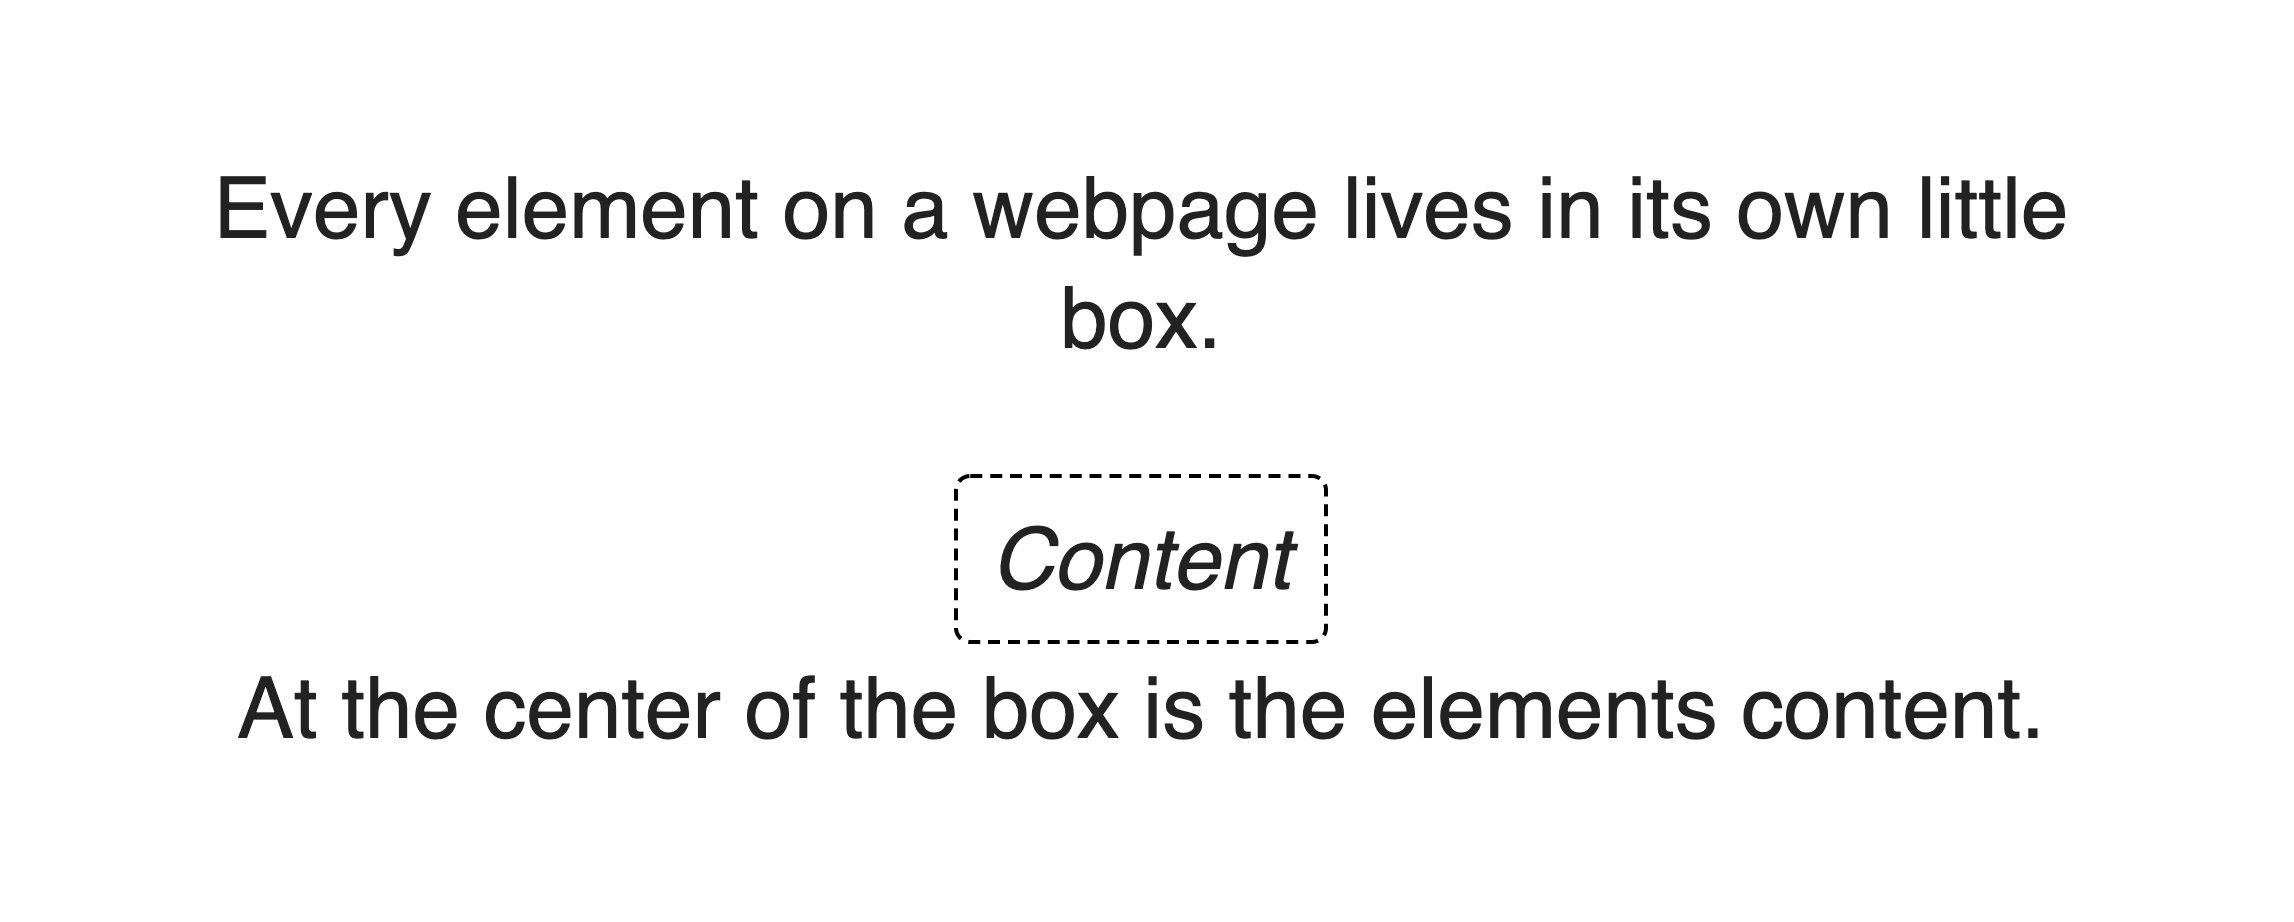 Every element on a webpage lives in its own little
box.
Content
At the center of the box is the elements content.